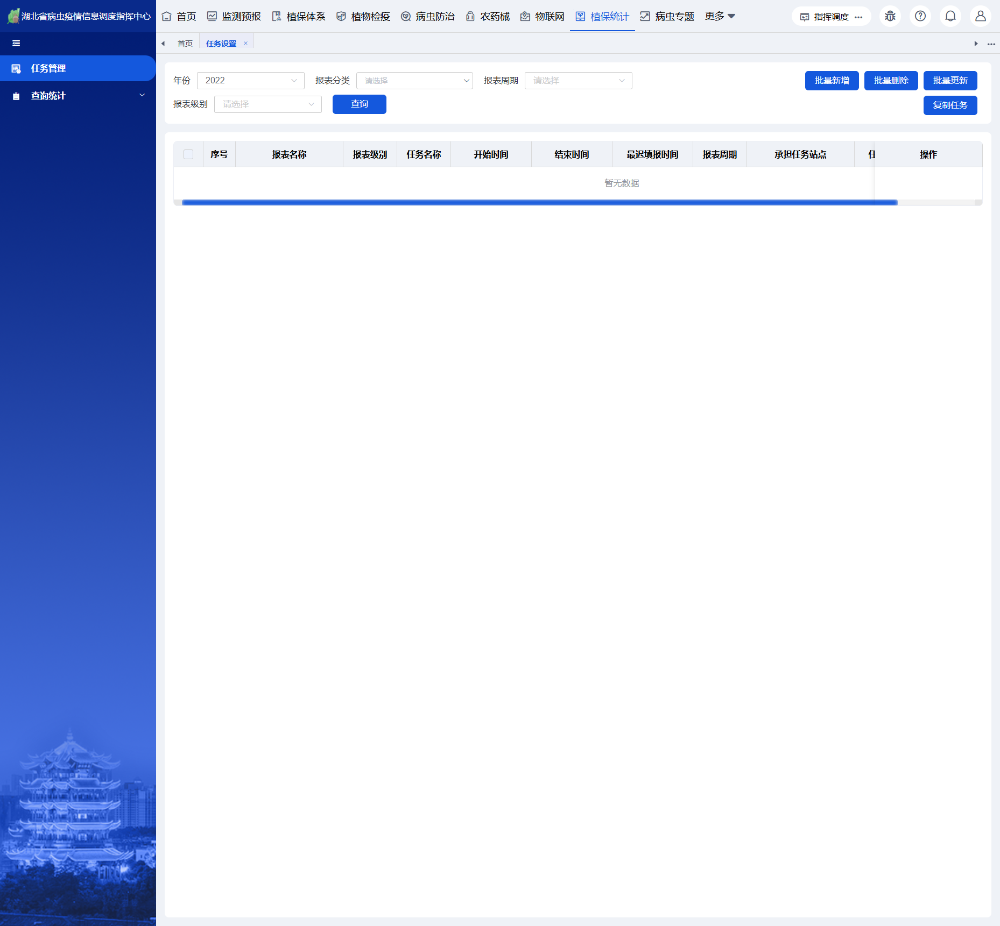 湖北省病虫疫情信息调度指挥中心 首页 监测预报 植保体系 植物检疫 病虫防治 农药械 物联网 植保统计 病虫专题 更多 指挥调度
首页 任务设置
任务管理
查询统计
年份 2022 报表分类 请选择 报表周期 请选择 批量新增 批量删除 批量更新
报表级别 请选择 查询 复制任务
序号 报表名称 报表级别 任务名称 开始时间 结束时间 最迟填报时间 报表周期 承担任务站点 任 操作
暂无数据